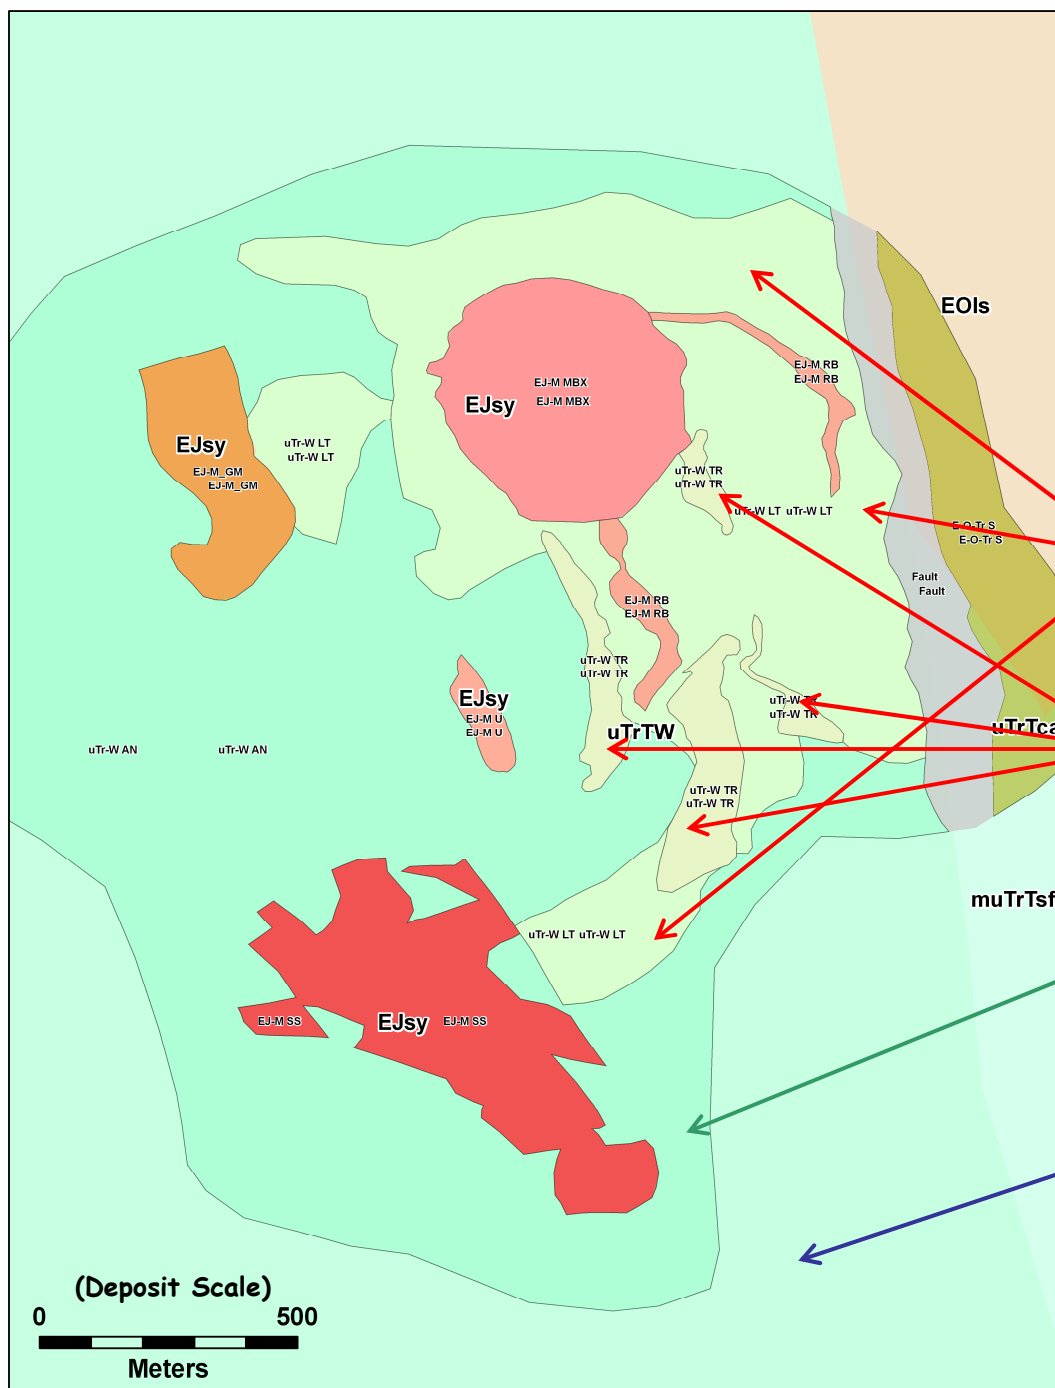 EOIs
EJ-M RB
EJ-M RB
EJ-M MBX
EJsy
EJ-M MBX
EJsy
uTr-W LT
uTr-W LT
EJ-M_GM
EJ-M_GM
uTr-W TR
uTr-W TR
uTr-W LT uTr-W LT
E-O-Tr S
E-O-Tr S
Fault
Fault
EJ-M RB
EJ-M RB
uTr-W TR
uTr-W TR
EJsy
EJ-M U
EJ-M U
uTr-W TR
uTr-W TR
uTrTW
uTrTca
uTr-W AN
uTr-W AN
uTr-W TR
uTr-W TR
muTrTsf
uTr-W LT uTr-W LT
EJ-M SS
EJsy
EJ-M SS
(Deposit Scale)
0 500
Meters